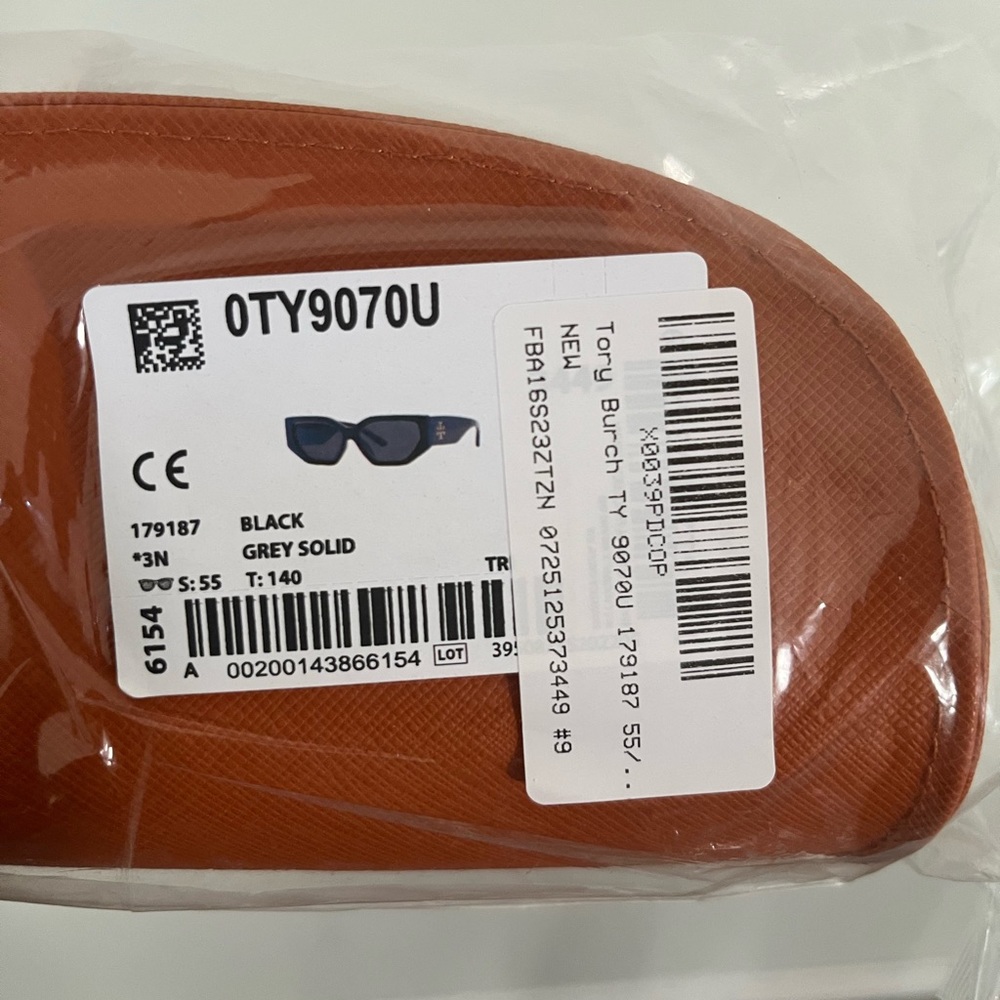 0TY9070U
CE
179187 BLACK
*3N GREY SOLID
S: 55 T: 140
6154
A 00200143866154 LOT
X0039PDCOP
Tory Burch TY 9070U 179187 55/..
NEW
FBA16S23ZTZN 0725125373449 #9